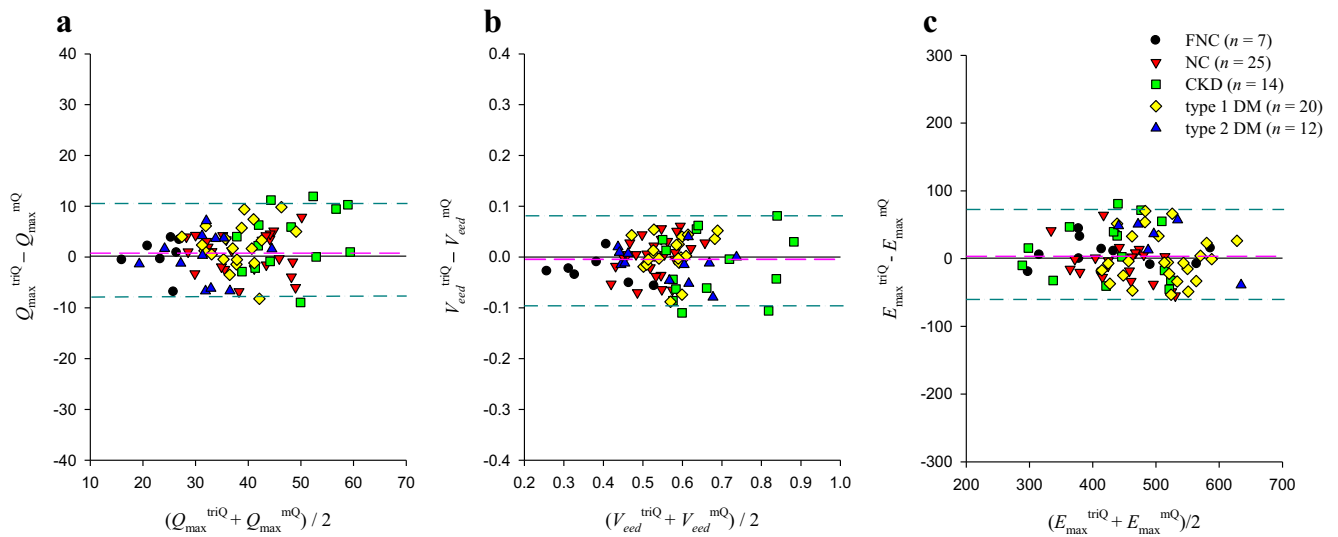 a
40
30
20
10
0
-10
-20
-30
-40
10 20 30 40 50 60 70
Q_max^triQ − Q_max^mQ
(Q_max^triQ + Q_max^mQ) / 2
b
0.4
0.3
0.2
0.1
0.0
-0.1
-0.2
-0.3
-0.4
0.2 0.3 0.4 0.5 0.6 0.7 0.8 0.9 1.0
V_eed^triQ − V_eed^mQ
(V_eed^triQ + V_eed^mQ) / 2
c
300
200
100
0
-100
-200
-300
200 300 400 500 600 700
E_max^triQ - E_max^mQ
(E_max^triQ + E_max^mQ)/2
FNC (n = 7)
NC (n = 25)
CKD (n = 14)
type 1 DM (n = 20)
type 2 DM (n = 12)